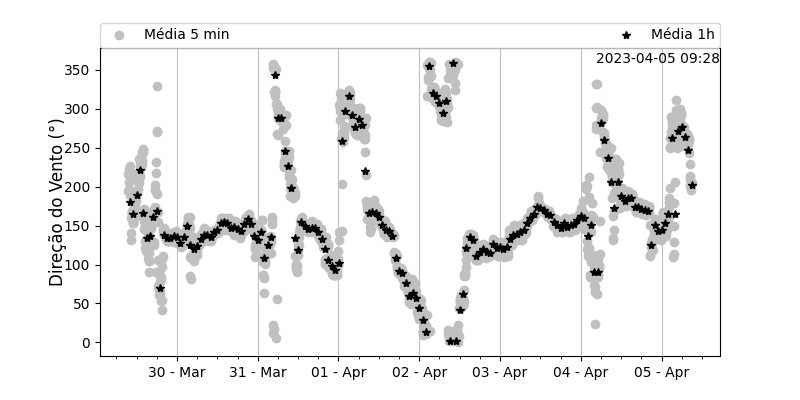 Média 5 min
Média 1h
2023-04-05 09:28
Direção do Vento (°)
350
300
250
200
150
100
50
0
30 - Mar
31 - Mar
01 - Apr
02 - Apr
03 - Apr
04 - Apr
05 - Apr